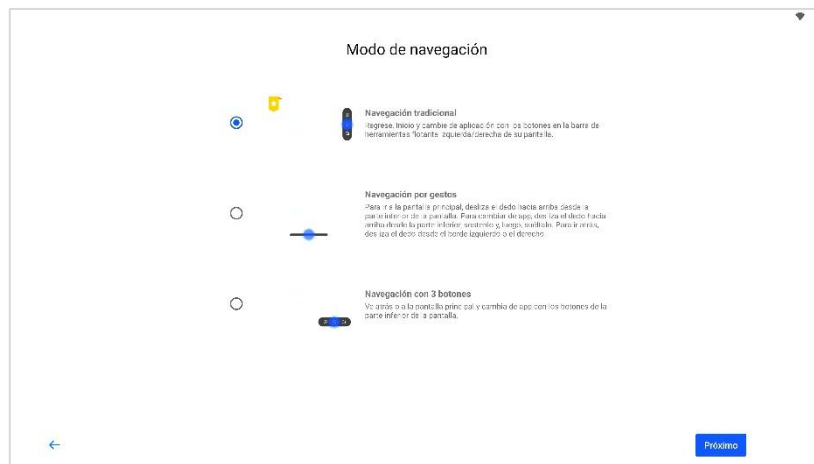 Modo de navegación
Navegación tradicional
Regrese, Inicio y cambie de aplicación con los botones en la barra de
herramientas flotante izquierda/derecha de su pantalla.
Navegación por gestos
Para ir a la pantalla principal, desliza el dedo hacia arriba desde la
parte inferior de la pantalla. Para cambiar de app, desliza el dedo hacia
arriba desde la parte inferior, sostenlo y, luego, suéltalo. Para ir atrás,
desliza el dedo desde el borde izquierdo o el derecho.
Navegación con 3 botones
Ve atrás o a la pantalla principal y cambia de app con los botones de la
parte inferior de la pantalla.
Próximo